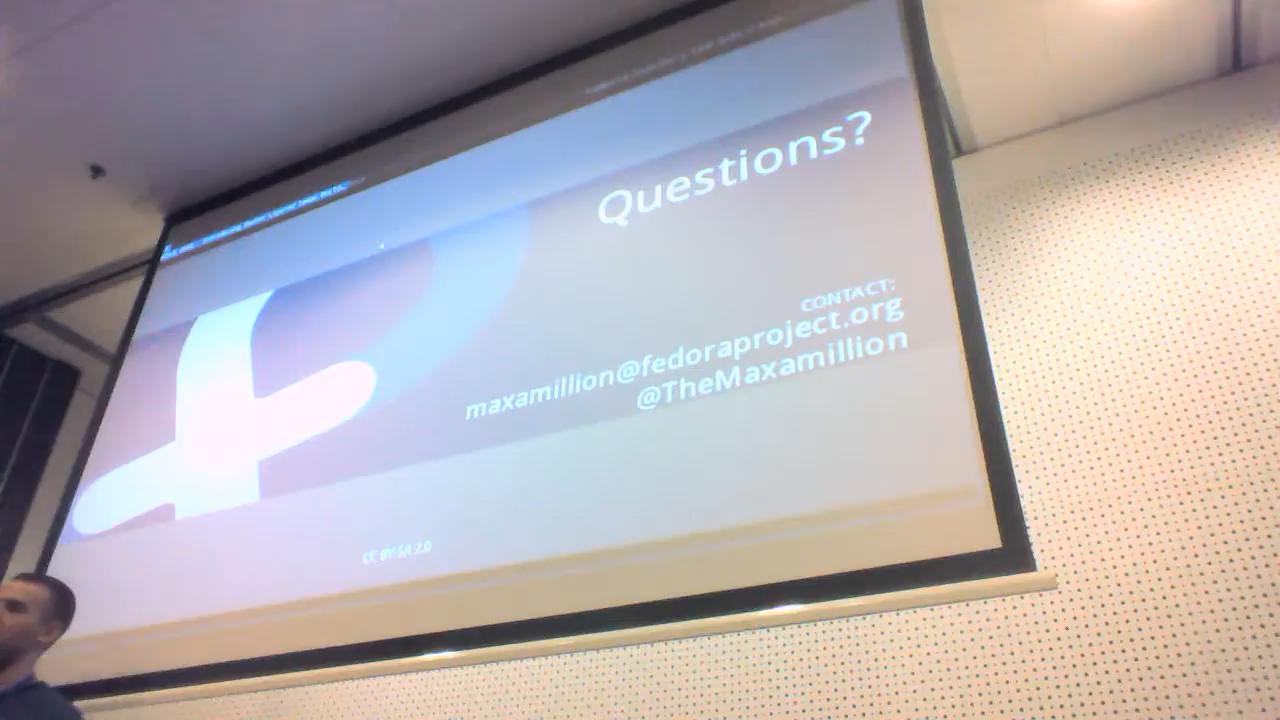 Questions?
CONTACT:
maxamillion@fedoraproject.org
@TheMaxamillion
CC BY-SA 2.0